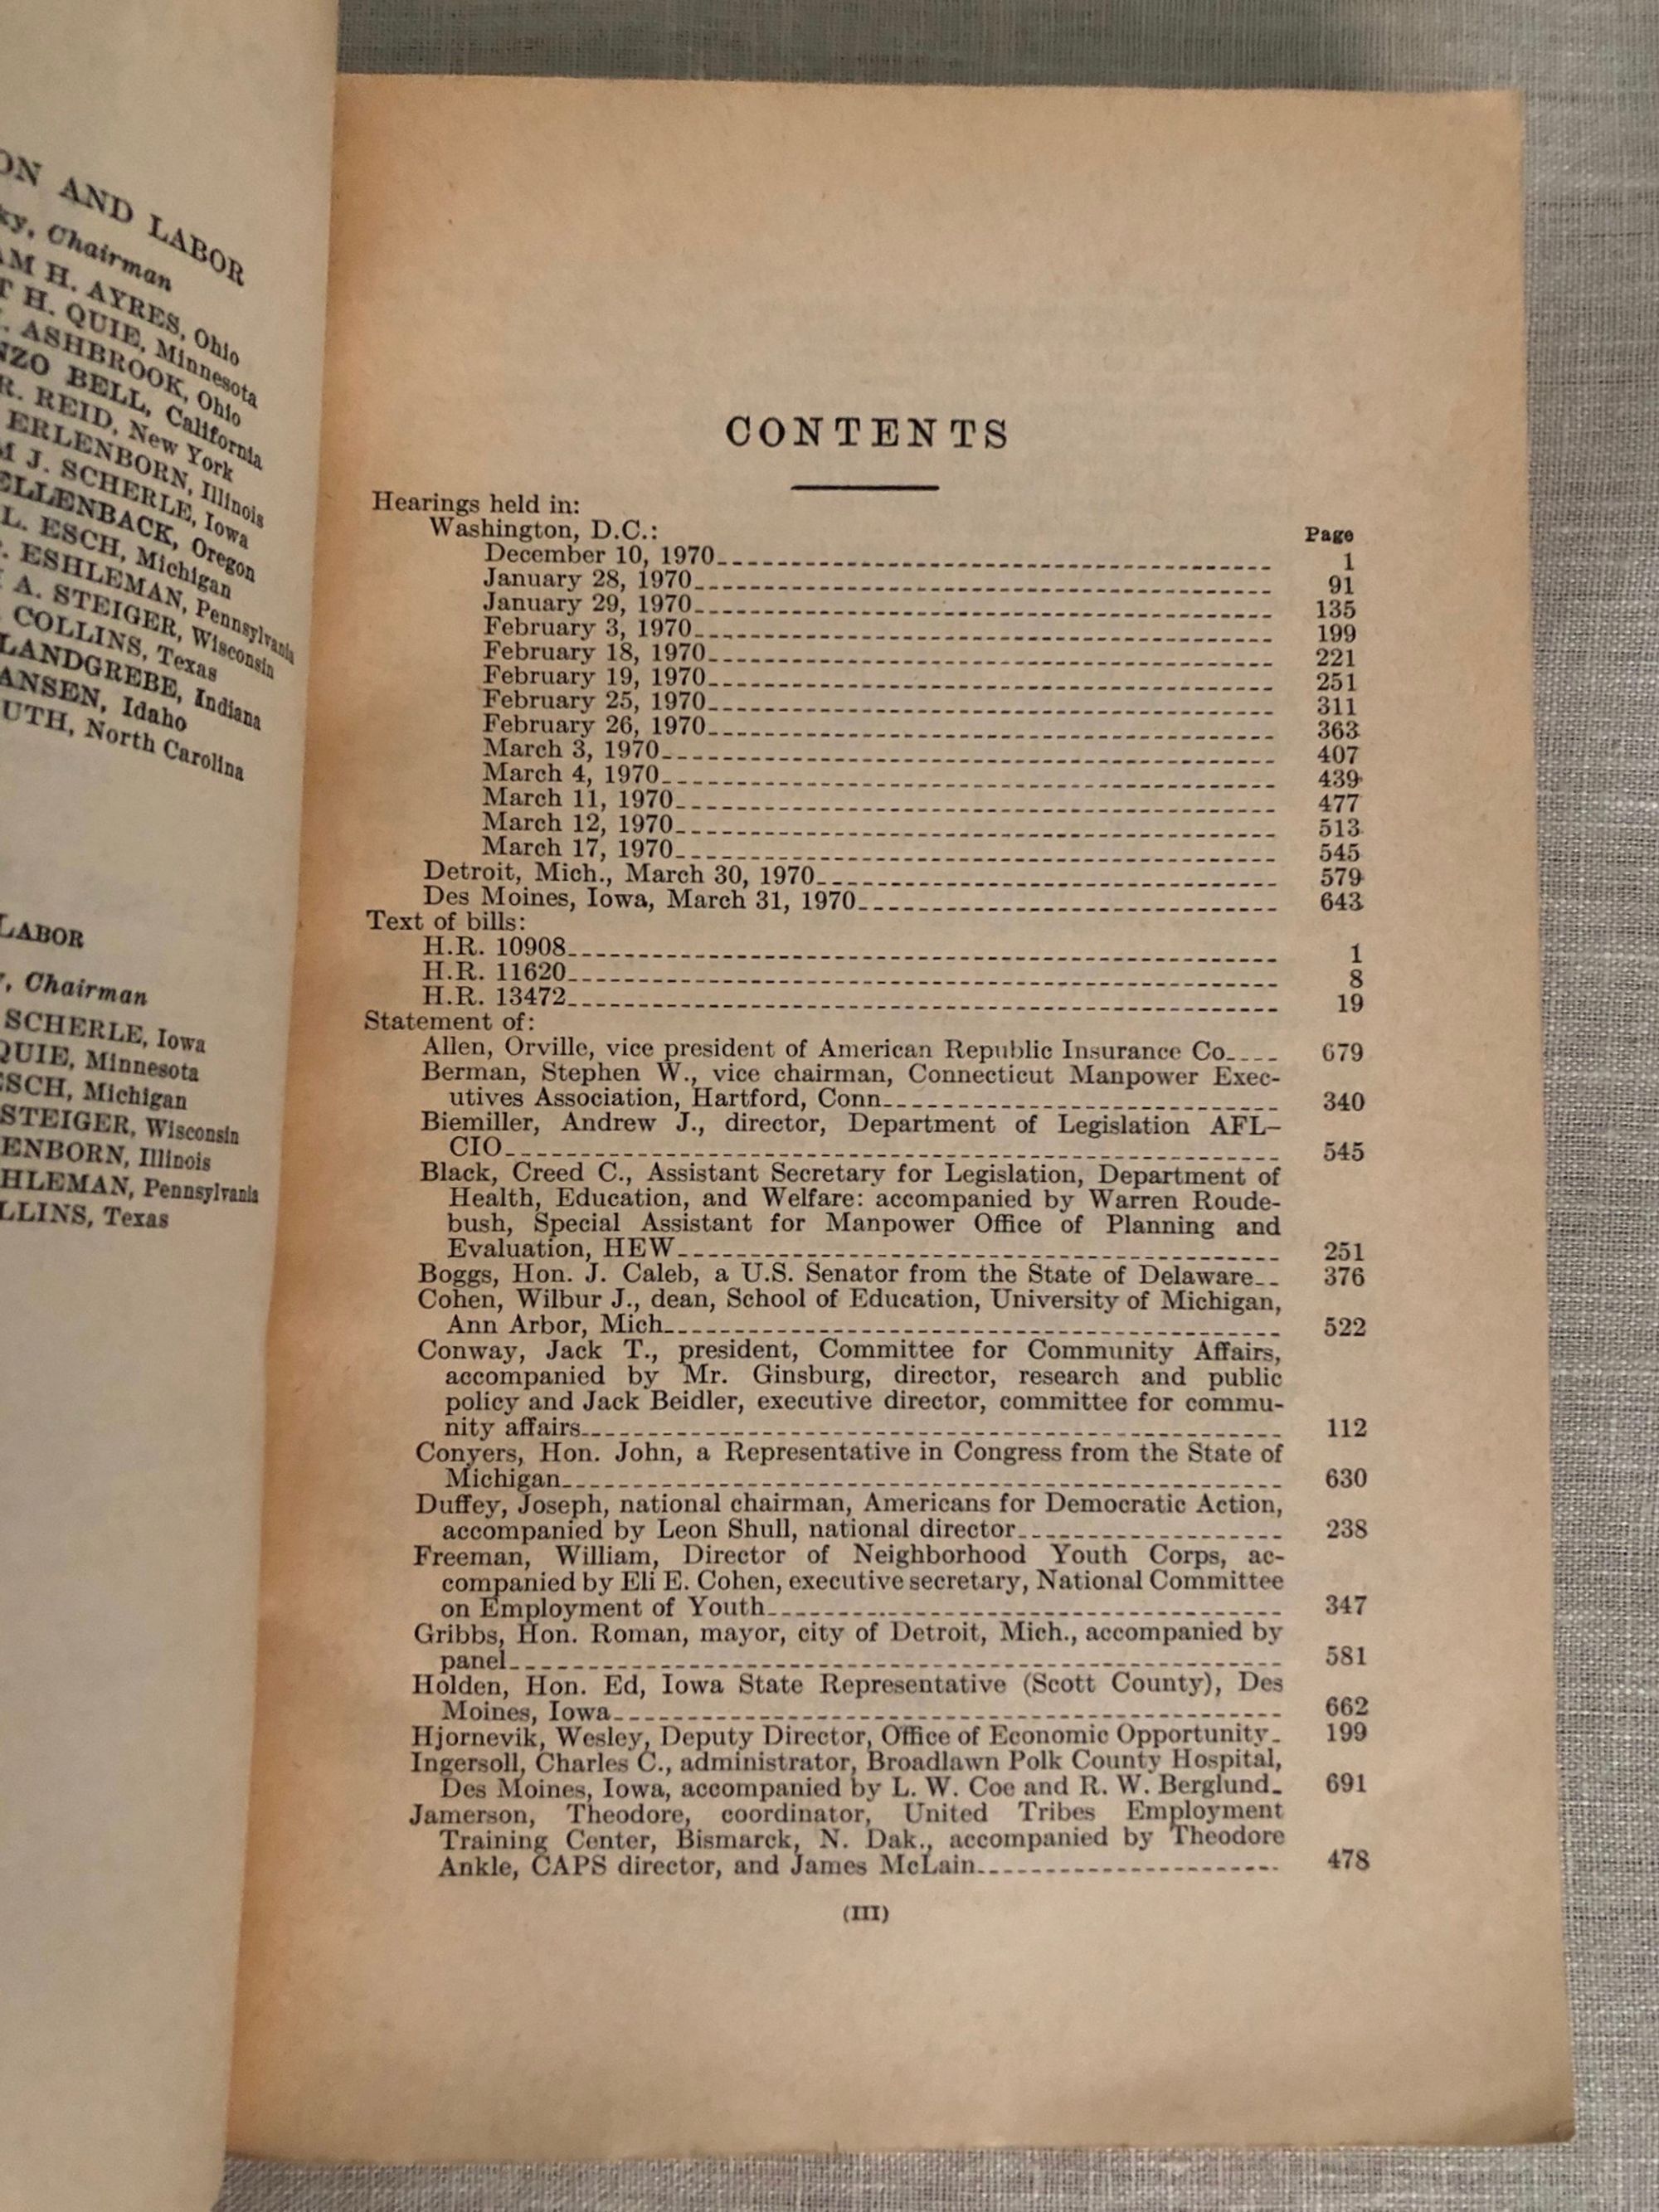 ON AND LABOR
KY, Chairman
AM H. AYRES, Ohio
T H. QUIE, Minnesota
ASHBROOK, Ohio
NZO BELL, California
R. REID, New York
ERLENBORN, Illinois
M J. SCHERLE, Iowa
ELLENBACK, Oregon
L. ESCH, Michigan
ESHLEMAN, Pennsylvania
A. STEIGER, Wisconsin
COLLINS, Texas
LANDGREBE, Indiana
ANSEN, Idaho
UTH, North Carolina
LABOR
, Chairman
SCHERLE, Iowa
QUIE, Minnesota
ESCH, Michigan
STEIGER, Wisconsin
ENBORN, Illinois
HLEMAN, Pennsylvania
LLINS, Texas
CONTENTS
Hearings held in:
Washington, D.C.: Page
December 10, 1970 1
January 28, 1970 91
January 29, 1970 135
February 3, 1970 199
February 18, 1970 221
February 19, 1970 251
February 25, 1970 311
February 26, 1970 363
March 3, 1970 407
March 4, 1970 439
March 11, 1970 477
March 12, 1970 513
March 17, 1970 545
Detroit, Mich., March 30, 1970 579
Des Moines, Iowa, March 31, 1970 643
Text of bills:
H.R. 10908 1
H.R. 11620 8
H.R. 13472 19
Statement of:
Allen, Orville, vice president of American Republic Insurance Co 679
Berman, Stephen W., vice chairman, Connecticut Manpower Exec-
utives Association, Hartford, Conn 340
Biemiller, Andrew J., director, Department of Legislation AFL–
CIO 545
Black, Creed C., Assistant Secretary for Legislation, Department of
Health, Education, and Welfare: accompanied by Warren Roude-
bush, Special Assistant for Manpower Office of Planning and
Evaluation, HEW 251
Boggs, Hon. J. Caleb, a U.S. Senator from the State of Delaware 376
Cohen, Wilbur J., dean, School of Education, University of Michigan,
Ann Arbor, Mich 522
Conway, Jack T., president, Committee for Community Affairs,
accompanied by Mr. Ginsburg, director, research and public
policy and Jack Beidler, executive director, committee for commu-
nity affairs 112
Conyers, Hon. John, a Representative in Congress from the State of
Michigan 630
Duffey, Joseph, national chairman, Americans for Democratic Action,
accompanied by Leon Shull, national director 238
Freeman, William, Director of Neighborhood Youth Corps, ac-
companied by Eli E. Cohen, executive secretary, National Committee
on Employment of Youth 347
Gribbs, Hon. Roman, mayor, city of Detroit, Mich., accompanied by
panel 581
Holden, Hon. Ed, Iowa State Representative (Scott County), Des
Moines, Iowa 662
Hjornevik, Wesley, Deputy Director, Office of Economic Opportunity 199
Ingersoll, Charles C., administrator, Broadlawn Polk County Hospital,
Des Moines, Iowa, accompanied by L. W. Coe and R. W. Berglund 691
Jamerson, Theodore, coordinator, United Tribes Employment
Training Center, Bismarck, N. Dak., accompanied by Theodore
Ankle, CAPS director, and James McLain 478
(III)